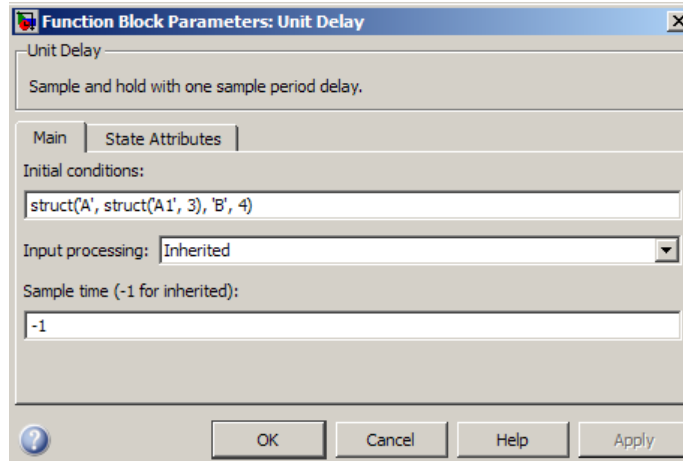 Function Block Parameters: Unit Delay
Unit Delay
Sample and hold with one sample period delay.
Main State Attributes
Initial conditions:
struct('A', struct('A1', 3), 'B', 4)
Input processing: Inherited
Sample time (-1 for inherited):
-1
OK Cancel Help Apply